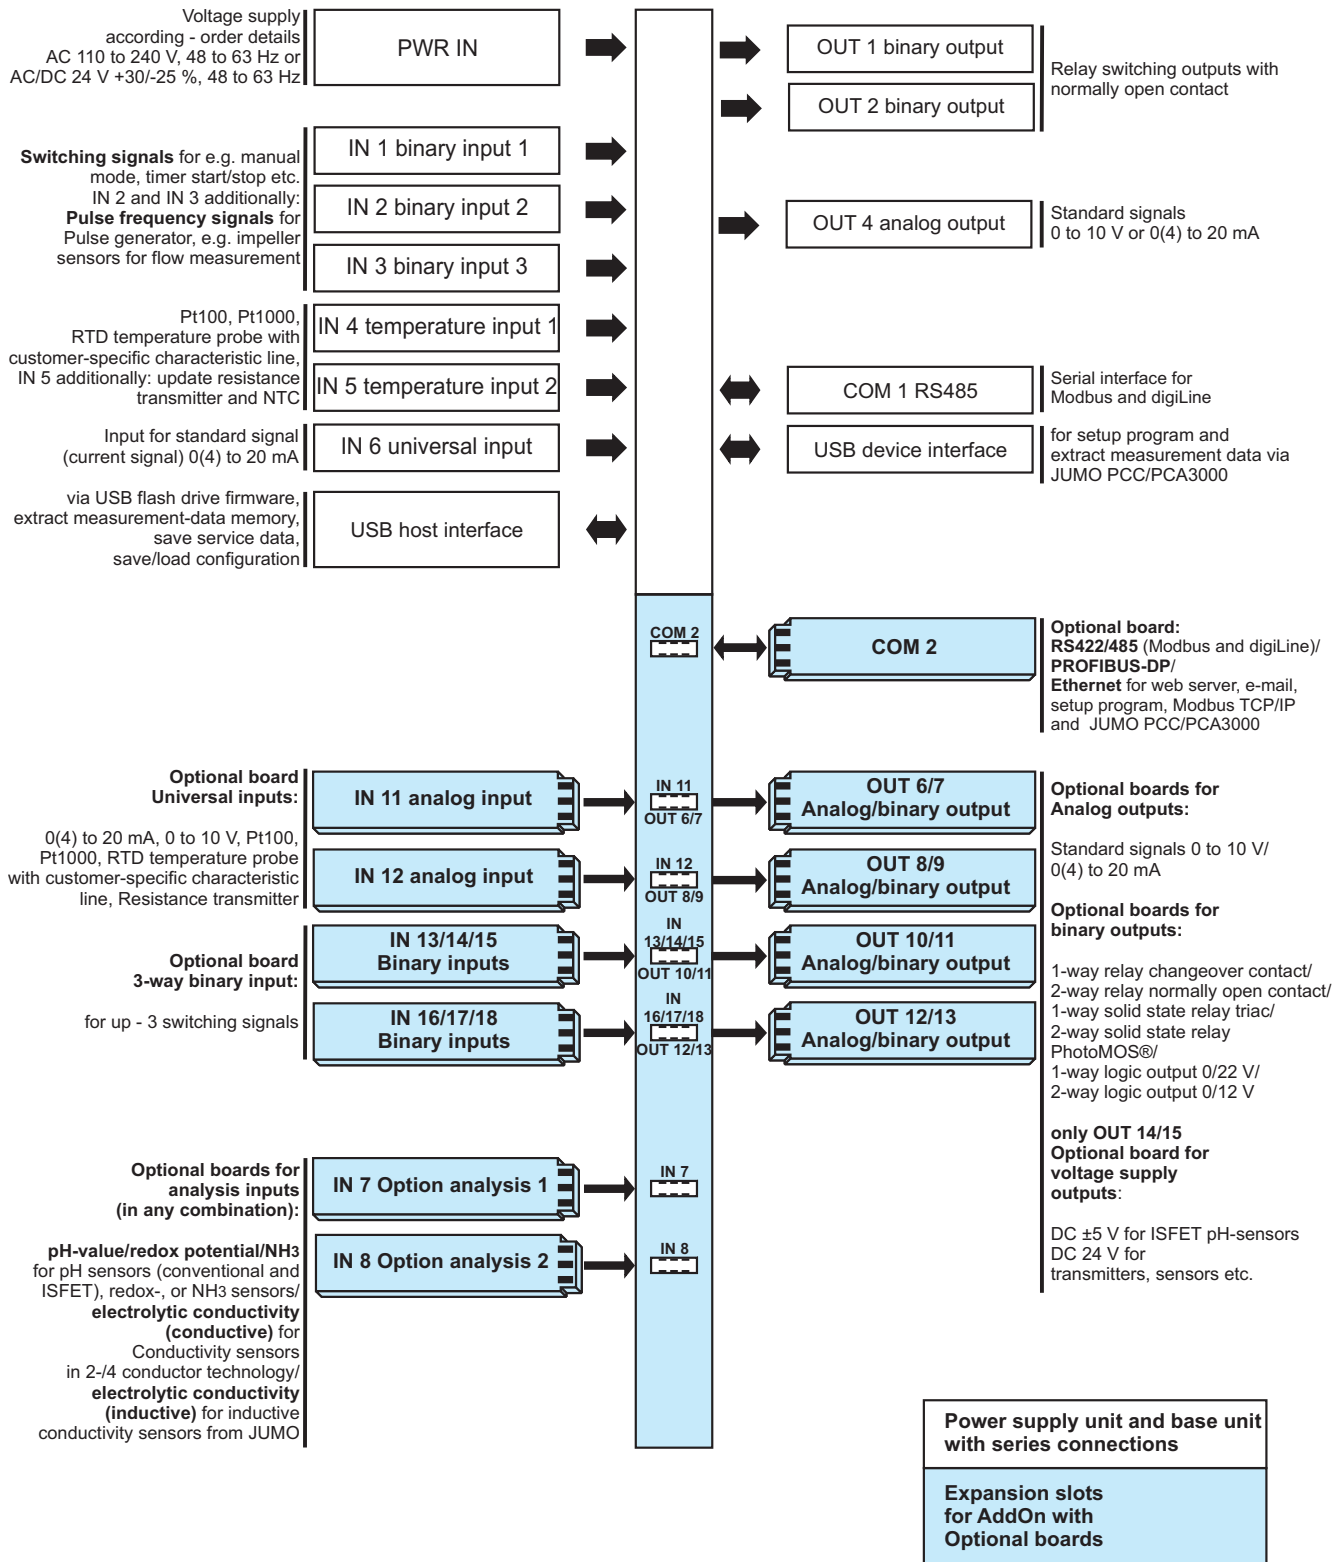 Voltage supply
according - order details
AC 110 to 240 V, 48 to 63 Hz or
AC/DC 24 V +30/-25 %, 48 to 63 Hz
PWR IN
OUT 1 binary output
OUT 2 binary output
Relay switching outputs with
normally open contact
Switching signals for e.g. manual
mode, timer start/stop etc.
IN 2 and IN 3 additionally:
Pulse frequency signals for
Pulse generator, e.g. impeller
sensors for flow measurement
IN 1 binary input 1
IN 2 binary input 2
IN 3 binary input 3
OUT 4 analog output
Standard signals
0 to 10 V or 0(4) to 20 mA
Pt100, Pt1000,
RTD temperature probe with
customer-specific characteristic line,
IN 5 additionally: update resistance
transmitter and NTC
IN 4 temperature input 1
IN 5 temperature input 2
COM 1 RS485
Serial interface for
Modbus and digiLine
Input for standard signal
(current signal) 0(4) to 20 mA
IN 6 universal input
USB device interface
for setup program and
extract measurement data via
JUMO PCC/PCA3000
via USB flash drive firmware,
extract measurement-data memory,
save service data,
save/load configuration
USB host interface
COM 2
COM 2
Optional board:
RS422/485 (Modbus and digiLine)/
PROFIBUS-DP/
Ethernet for web server, e-mail,
setup program, Modbus TCP/IP
and JUMO PCC/PCA3000
Optional board
Universal inputs:
0(4) to 20 mA, 0 to 10 V, Pt100,
Pt1000, RTD temperature probe
with customer-specific characteristic
line, Resistance transmitter
IN 11 analog input
IN 12 analog input
IN 11
OUT 6/7
IN 12
OUT 8/9
OUT 6/7
Analog/binary output
OUT 8/9
Analog/binary output
Optional board
3-way binary input:
for up - 3 switching signals
IN 13/14/15
Binary inputs
IN 16/17/18
Binary inputs
IN
13/14/15
OUT 10/11
IN
16/17/18
OUT 12/13
OUT 10/11
Analog/binary output
OUT 12/13
Analog/binary output
Optional boards for
Analog outputs:
Standard signals 0 to 10 V/
0(4) to 20 mA
Optional boards for
binary outputs:
1-way relay changeover contact/
2-way relay normally open contact/
1-way solid state relay triac/
2-way solid state relay
PhotoMOS®/
1-way logic output 0/22 V/
2-way logic output 0/12 V
only OUT 14/15
Optional board for
voltage supply
outputs:
DC ±5 V for ISFET pH-sensors
DC 24 V for
transmitters, sensors etc.
Optional boards for
analysis inputs
(in any combination):
pH-value/redox potential/NH3
for pH sensors (conventional and
ISFET), redox-, or NH3 sensors/
electrolytic conductivity
(conductive) for
Conductivity sensors
in 2-/4 conductor technology/
electrolytic conductivity
(inductive) for inductive
conductivity sensors from JUMO
IN 7 Option analysis 1
IN 8 Option analysis 2
IN 7
IN 8
Power supply unit and base unit
with series connections
Expansion slots
for AddOn with
Optional boards